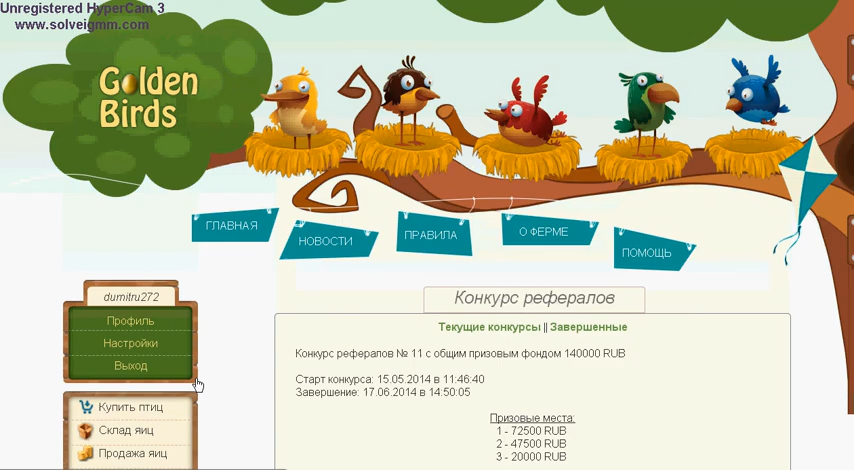 Unregistered HyperCam 3
www.solveigmm.com
Golden
Birds
ГЛАВНАЯ
НОВОСТИ
ПРАВИЛА
О ФЕРМЕ
ПОМОЩЬ
dumitru272
Профиль
Настройки
Выход
Купить птиц
Склад яиц
Продажа яиц
Конкурс рефералов
Текущие конкурсы || Завершенные
Конкурс рефералов № 11 с общим призовым фондом 140000 RUB
Старт конкурса: 15.05.2014 в 11:46:40
Завершение: 17.06.2014 в 14:50:05
Призовые места:
1 - 72500 RUB
2 - 47500 RUB
3 - 20000 RUB